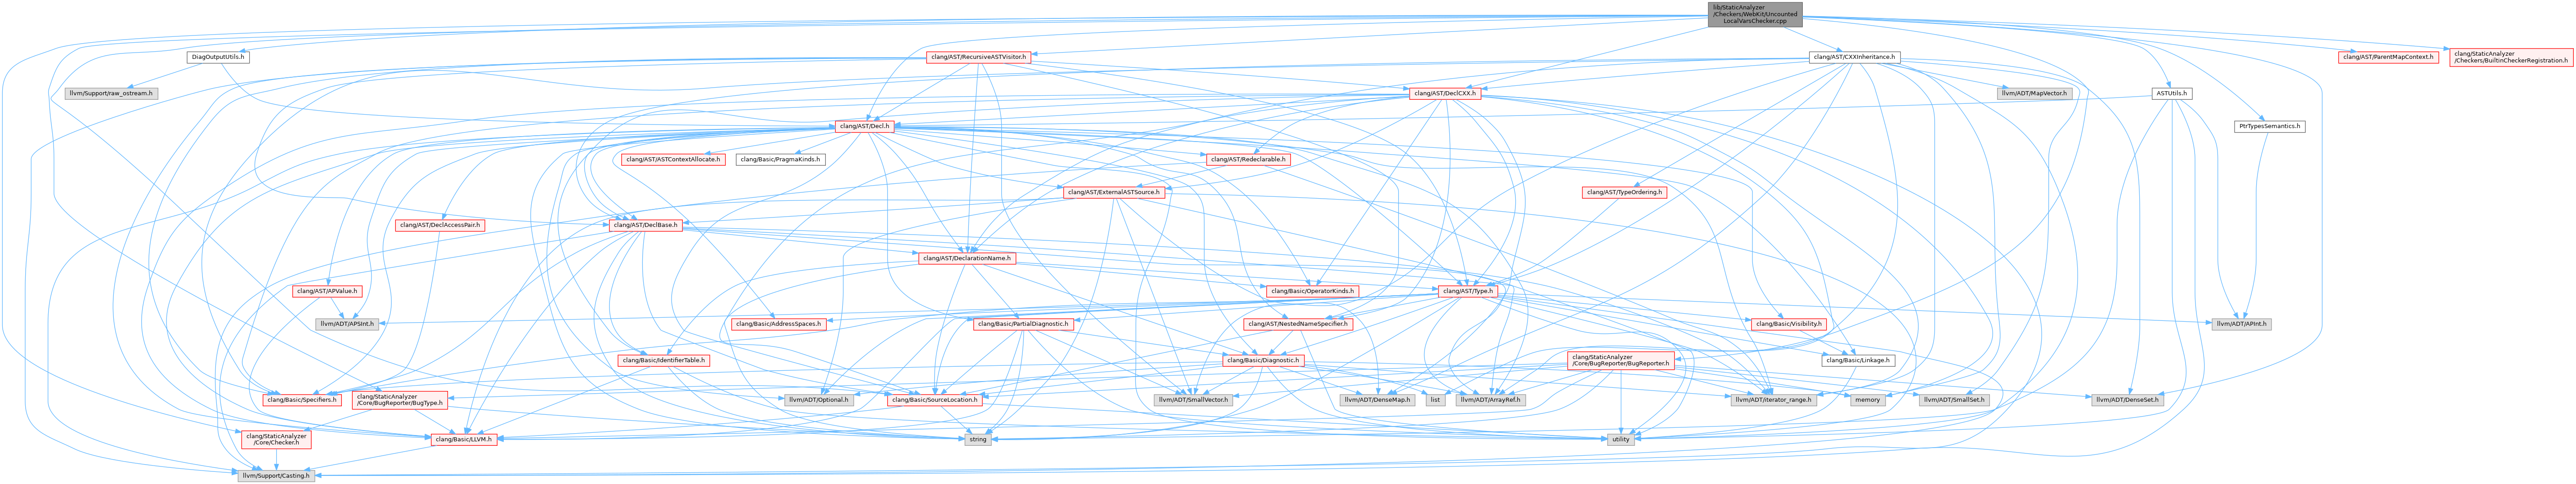 lib/StaticAnalyzer
/Checkers/WebKit/Uncounted
LocalVarsChecker.cpp
DiagOutputUtils.h
clang/AST/RecursiveASTVisitor.h
clang/AST/CXXInheritance.h
clang/AST/ParentMapContext.h
clang/StaticAnalyzer
/Checkers/BuiltinCheckerRegistration.h
llvm/Support/raw_ostream.h
clang/AST/DeclCXX.h
llvm/ADT/MapVector.h
ASTUtils.h
clang/AST/Decl.h
PtrTypesSemantics.h
clang/AST/ASTContextAllocate.h
clang/Basic/PragmaKinds.h
clang/AST/Redeclarable.h
clang/AST/ExternalASTSource.h
clang/AST/TypeOrdering.h
clang/AST/DeclAccessPair.h
clang/AST/DeclBase.h
clang/AST/DeclarationName.h
clang/AST/APValue.h
clang/Basic/OperatorKinds.h
clang/AST/Type.h
llvm/ADT/APSInt.h
clang/Basic/AddressSpaces.h
clang/Basic/PartialDiagnostic.h
clang/AST/NestedNameSpecifier.h
clang/Basic/Visibility.h
llvm/ADT/APInt.h
clang/Basic/IdentifierTable.h
clang/Basic/Diagnostic.h
clang/StaticAnalyzer
/Core/BugReporter/BugReporter.h
clang/Basic/Linkage.h
clang/Basic/Specifiers.h
clang/StaticAnalyzer
/Core/BugReporter/BugType.h
llvm/ADT/Optional.h
clang/Basic/SourceLocation.h
llvm/ADT/SmallVector.h
llvm/ADT/DenseMap.h
list
llvm/ADT/ArrayRef.h
llvm/ADT/iterator_range.h
memory
llvm/ADT/SmallSet.h
llvm/ADT/DenseSet.h
clang/StaticAnalyzer
/Core/Checker.h
clang/Basic/LLVM.h
string
utility
llvm/Support/Casting.h